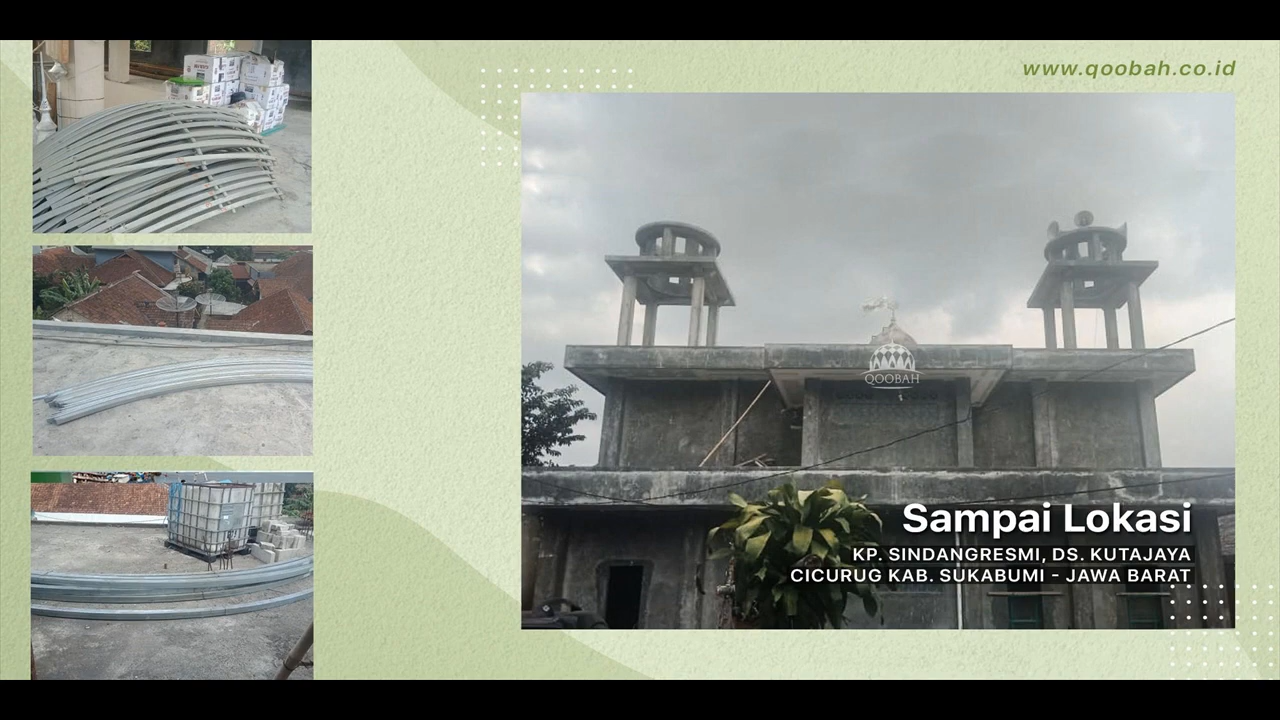 www.qoobah.co.id
QOOBAH
Sampai Lokasi
KP. SINDANGRESMI, DS. KUTAJAYA
CICURUG KAB. SUKABUMI - JAWA BARAT